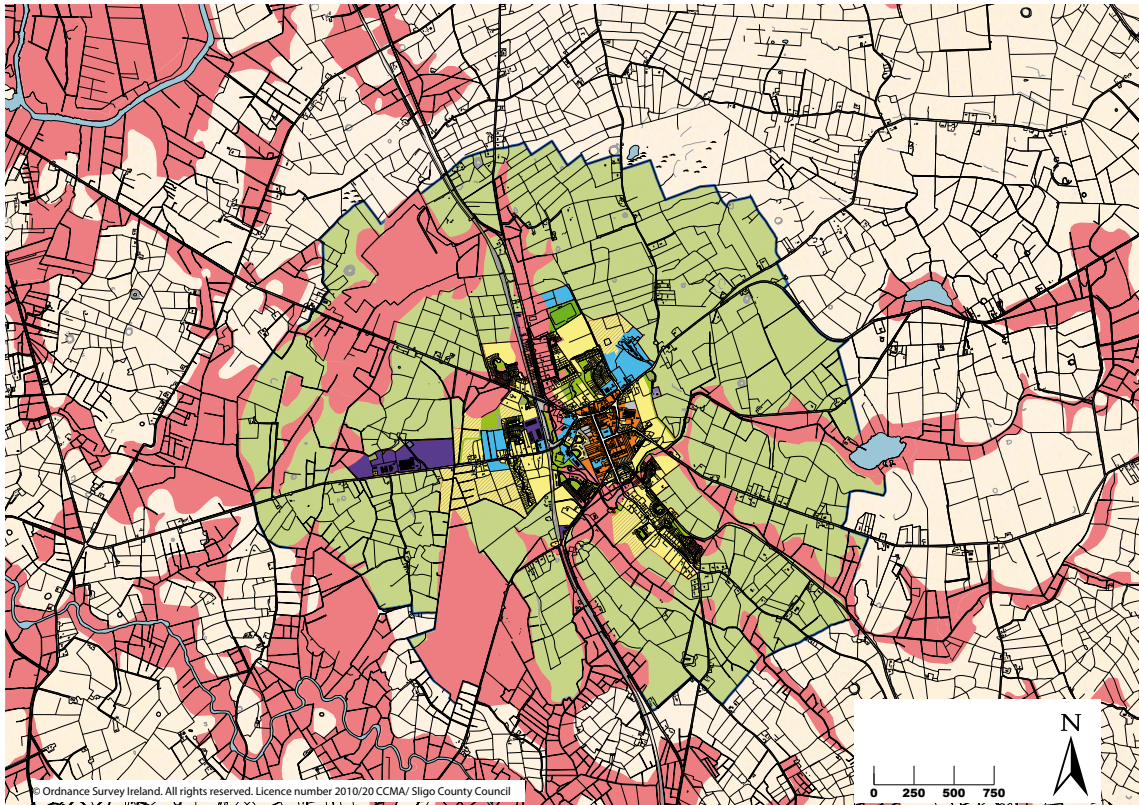 N
0 250 500 750
© Ordnance Survey Ireland. All rights reserved. Licence number 2010/20 CCMA/ Sligo County Council